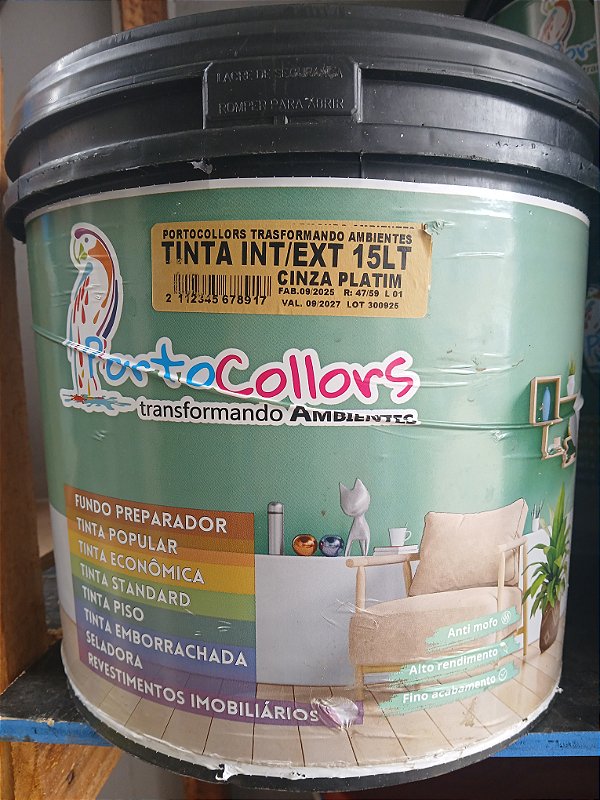 LACRE DE SEGURANÇA
ROMPER PARA ABRIR
PORTOCOLLORS TRASFORMANDO AMBIENTES
TINTA INT/EXT 15LT
CINZA PLATIM
FAB.09/2025 R: 47/59 L 01
2 112345 678917
VAL. 09/2027 LOT 300925
PortoCollors
transformando AMBIENTES
FUNDO PREPARADOR
TINTA POPULAR
TINTA ECONÔMICA
TINTA STANDARD
TINTA PISO
TINTA EMBORRACHADA
SELADORA
REVESTIMENTOS IMOBILIÁRIOS
Anti mofo
Alto rendimento
Fino acabamento